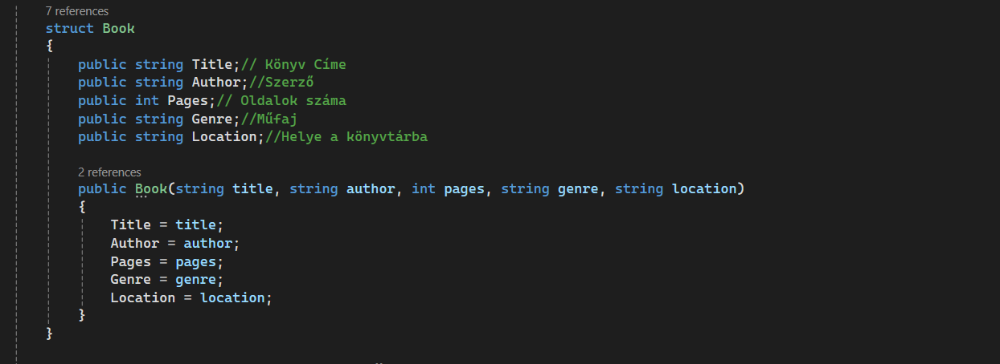 7 references
struct Book
{
public string Title;// Könyv Címe
public string Author;//Szerző
public int Pages;// Oldalok száma
public string Genre;//Műfaj
public string Location;//Helye a könyvtárba
2 references
public Book(string title, string author, int pages, string genre, string location)
{
Title = title;
Author = author;
Pages = pages;
Genre = genre;
Location = location;
}
}